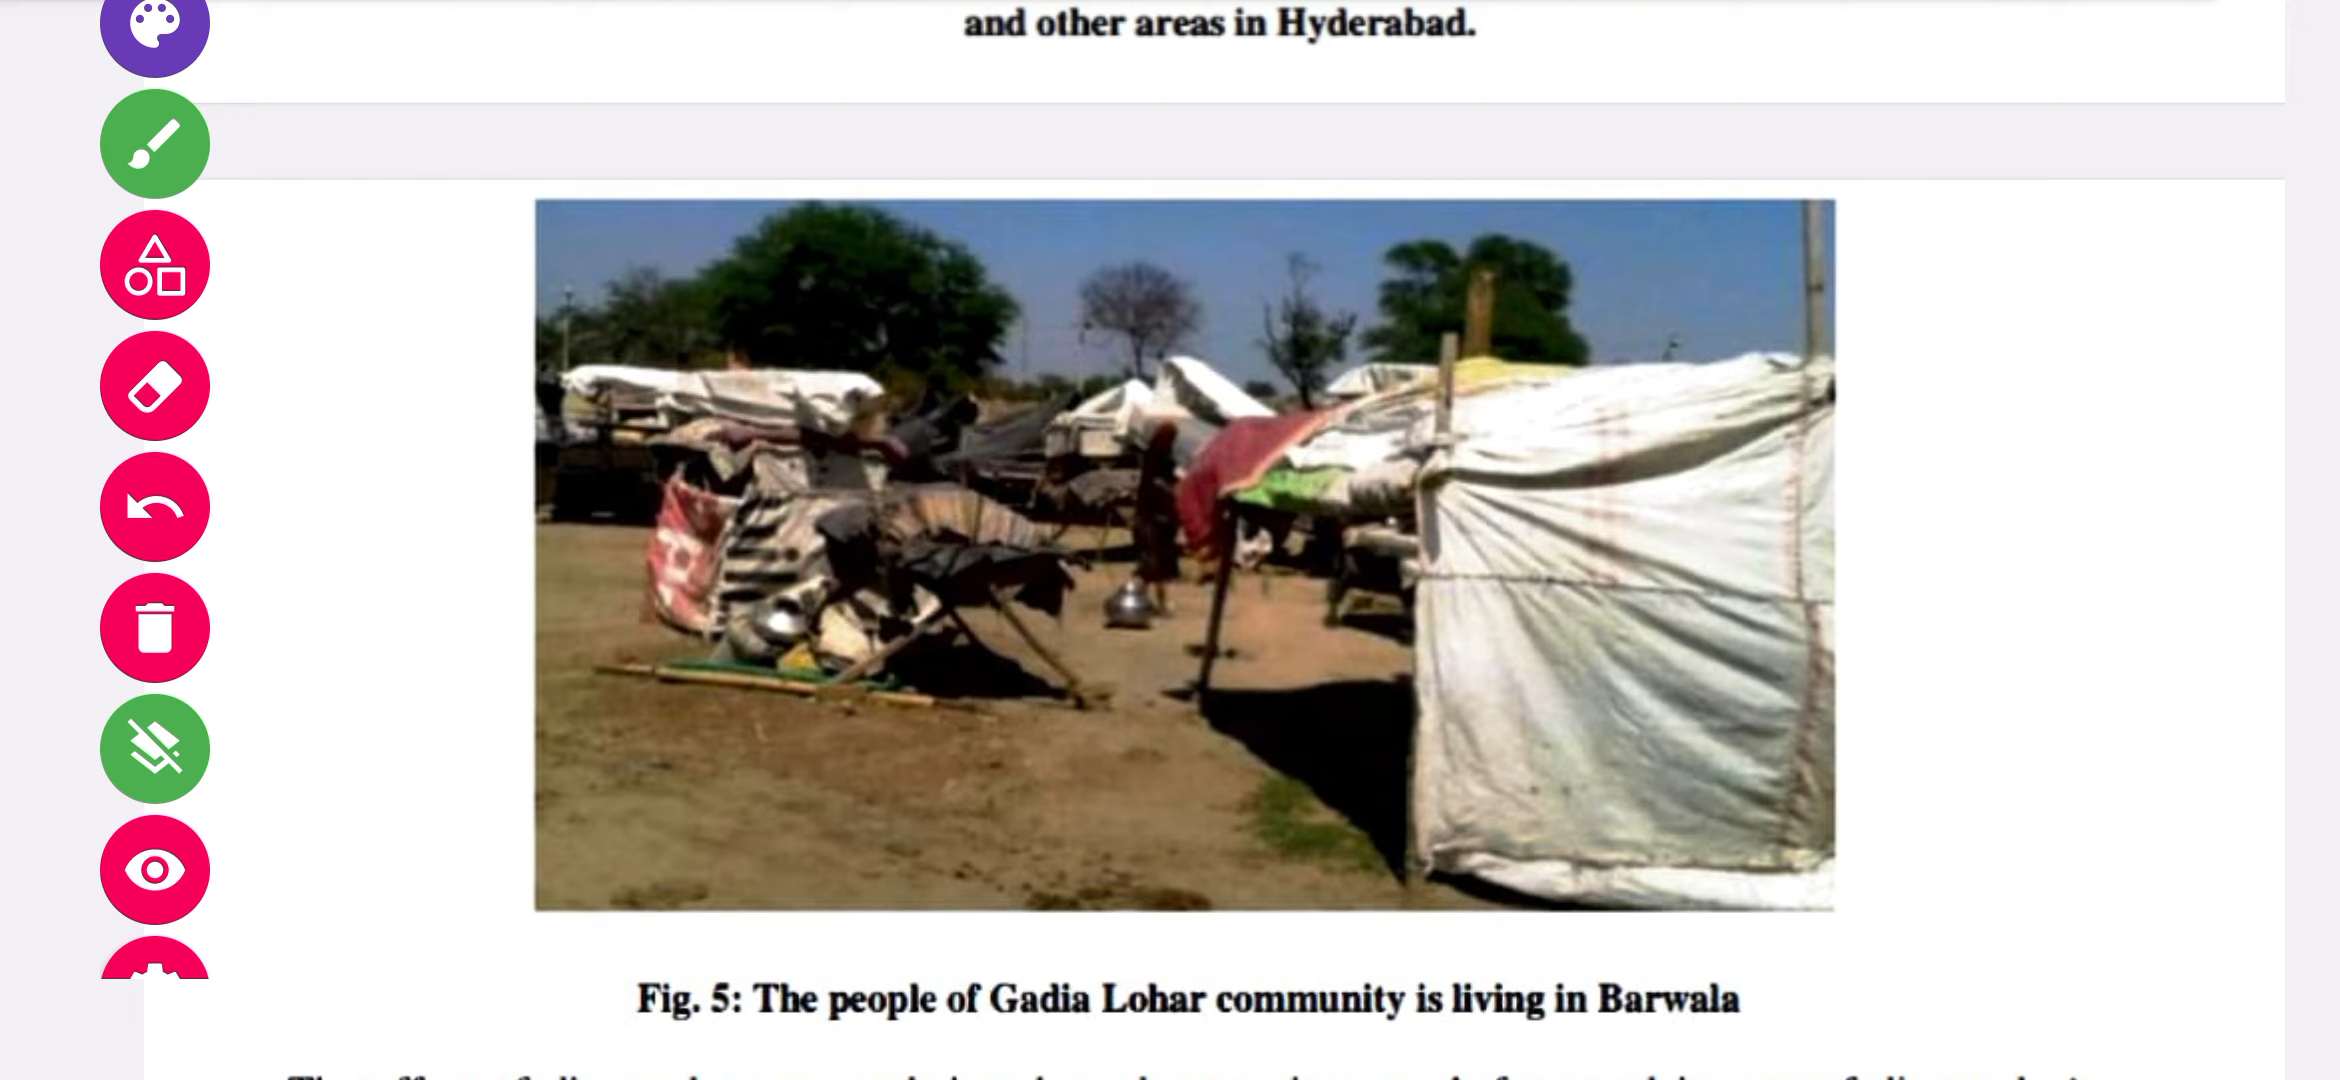 and other areas in Hyderabad.
Fig. 5: The people of Gadia Lohar community is living in Barwala